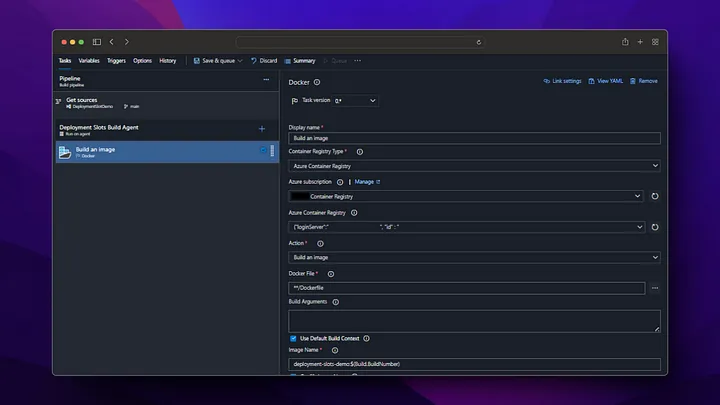 Tasks Variables Triggers Options History Save & queue Discard Summary Queue ...
Pipeline
Build pipeline
...
Get sources
DeploymentSlotDemo main
Deployment Slots Build Agent
Run on agent
+
Build an image
Docker
Docker
Link settings View YAML Remove
Task version 0.*
Display name *
Build an image
Container Registry Type *
Azure Container Registry
Azure subscription | Manage
Container Registry
Azure Container Registry
{"loginServer":" ", "id" : "
Action *
Build an image
Docker File *
**/Dockerfile
...
Build Arguments
Use Default Build Context
Image Name *
deployment-slots-demo:$(Build.BuildNumber)